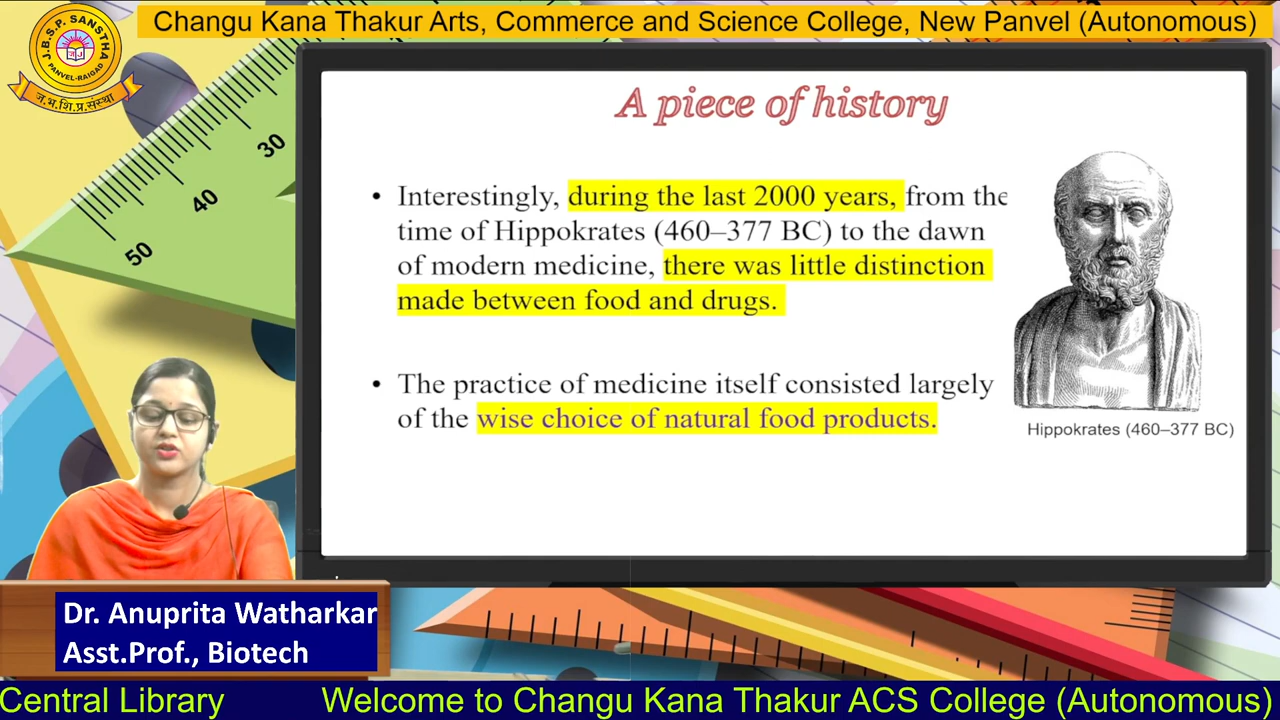 Changu Kana Thakur Arts, Commerce and Science College, New Panvel (Autonomous)
J.B.S.P. SANSTHA
PANVEL-RAIGAD
ज.भ.शि.प्र.संस्था
A piece of history
30
40
50
• Interestingly, during the last 2000 years, from the
time of Hippokrates (460–377 BC) to the dawn
of modern medicine, there was little distinction
made between food and drugs.
• The practice of medicine itself consisted largely
of the wise choice of natural food products.
Hippokrates (460–377 BC)
Dr. Anuprita Watharkar
Asst.Prof., Biotech
Central Library Welcome to Changu Kana Thakur ACS College (Autonomous)